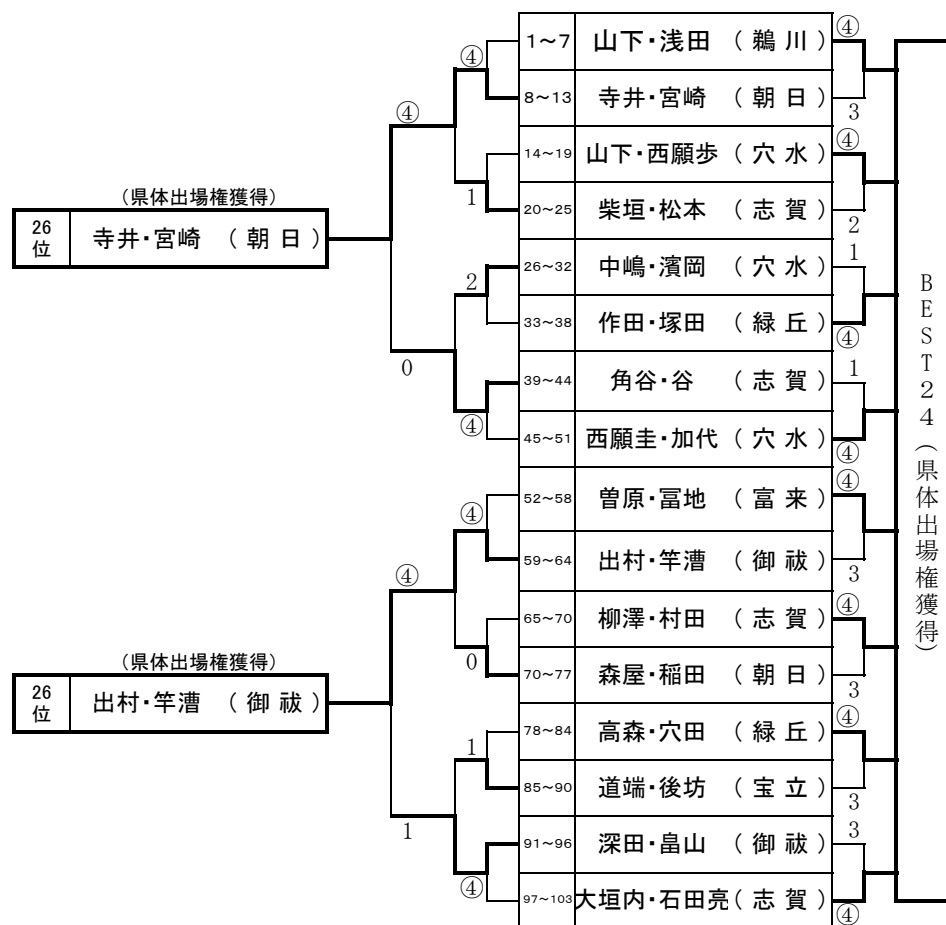 ④
1～7 山下・浅田 （鵜川） ④
8～13 寺井・宮崎 （朝日） 3
④
14～19 山下・西願歩 （穴水） ④
1
20～25 柴垣・松本 （志賀） 2
（県体出場権獲得）
26位 寺井・宮崎 （朝日）
26～32 中嶋・濱岡 （穴水） 1
2
33～38 作田・塚田 （緑丘） ④
0
39～44 角谷・谷 （志賀） 1
④
45～51 西願圭・加代 （穴水） ④
52～58 曽原・冨地 （富来） ④
④
59～64 出村・竿漕 （御祓） 3
④
65～70 柳澤・村田 （志賀） ④
0
70～77 森屋・稲田 （朝日） 3
（県体出場権獲得）
26位 出村・竿漕 （御祓）
78～84 高森・穴田 （緑丘） ④
1
85～90 道端・後坊 （宝立） 3
1
91～96 深田・畠山 （御祓） 3
④
97～103 大垣内・石田亮（志賀） ④
BEST24（県体出場権獲得）